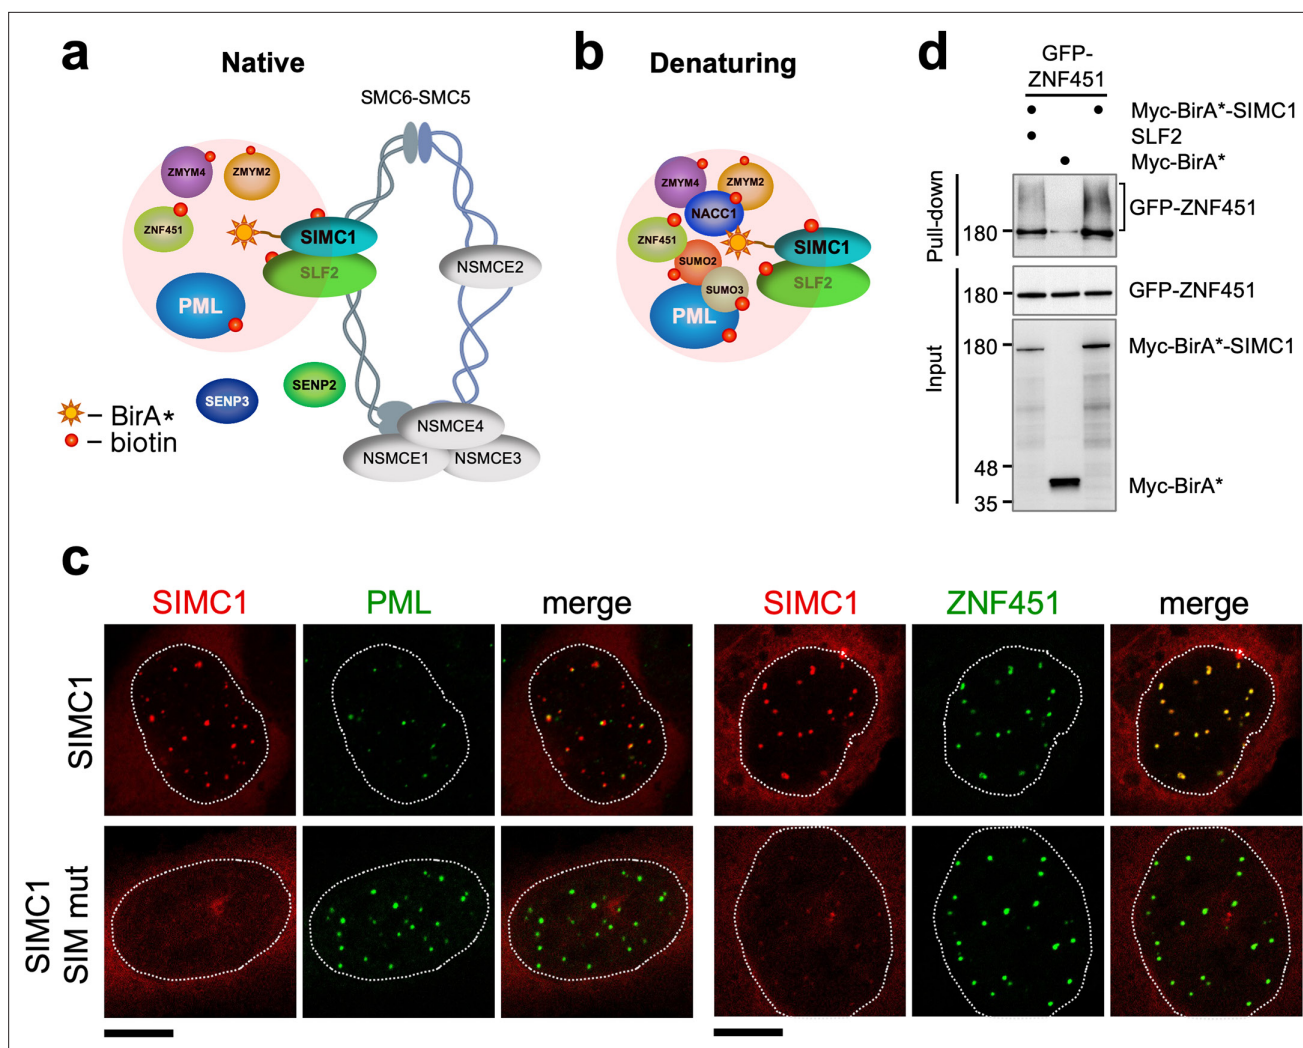 a
Native
SMC6-SMC5
ZMYM4
ZMYM2
ZNF451
SIMC1
SLF2
NSMCE2
PML
SENP2
SENP3
NSMCE4
NSMCE1
NSMCE3
– BirA*
– biotin
b
Denaturing
ZMYM4
ZMYM2
NACC1
ZNF451
SIMC1
SUMO2
SLF2
SUMO3
PML
d
GFP-
ZNF451
Myc-BirA*-SIMC1
SLF2
Myc-BirA*
Pull-down
GFP-ZNF451
180
Input
180
GFP-ZNF451
180
Myc-BirA*-SIMC1
48
35
Myc-BirA*
c
SIMC1
PML
merge
SIMC1
ZNF451
merge
SIMC1
SIMC1
SIM mut